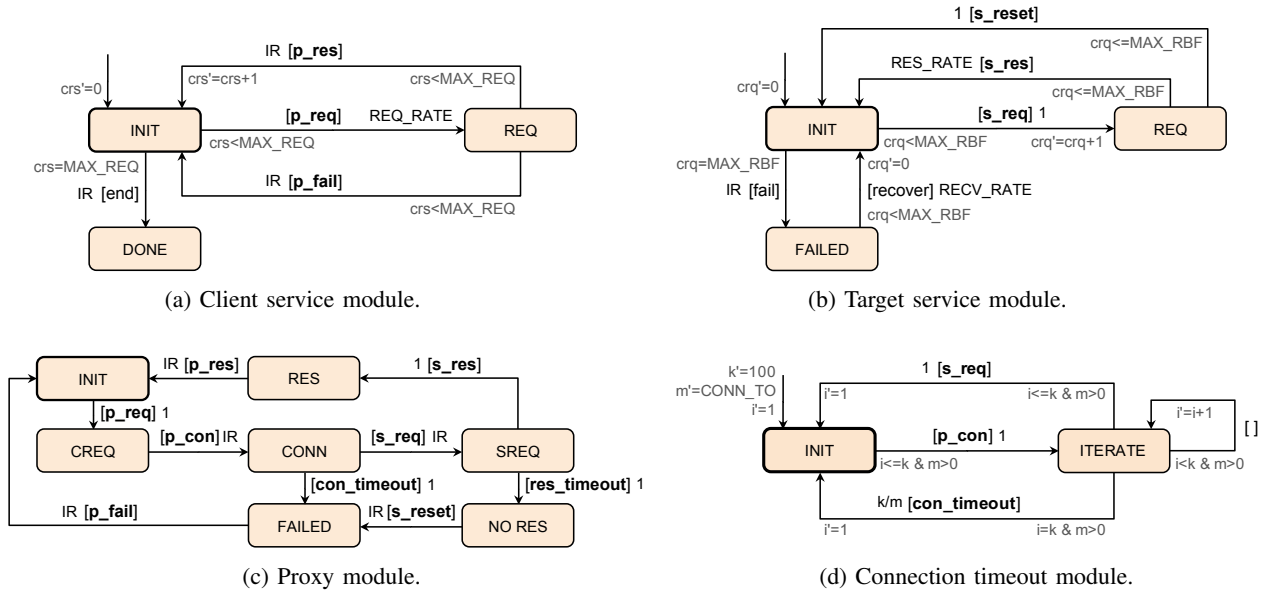 IR [p_res]
crs'=0
crs'=crs+1
crs<MAX_REQ
[p_req]
REQ_RATE
INIT
REQ
crs<MAX_REQ
crs=MAX_REQ
IR [p_fail]
IR [end]
crs<MAX_REQ
DONE
(a) Client service module.
1 [s_reset]
crq<=MAX_RBF
RES_RATE [s_res]
crq'=0
crq<=MAX_RBF
[s_req] 1
INIT
REQ
crq<MAX_RBF
crq'=crq+1
crq=MAX_RBF
crq'=0
IR [fail]
[recover] RECV_RATE
crq<MAX_RBF
FAILED
(b) Target service module.
IR [p_res]
1 [s_res]
INIT
RES
[p_req] 1
[p_con] IR
[s_req] IR
CREQ
CONN
SREQ
[con_timeout] 1
[res_timeout] 1
IR [p_fail]
IR [s_reset]
FAILED
NO RES
(c) Proxy module.
1 [s_req]
k'=100
m'=CONN_TO
i'=1
i'=1
i<=k & m>0
i'=i+1
[ ]
[p_con] 1
INIT
ITERATE
i<=k & m>0
i<k & m>0
k/m [con_timeout]
i'=1
i=k & m>0
(d) Connection timeout module.